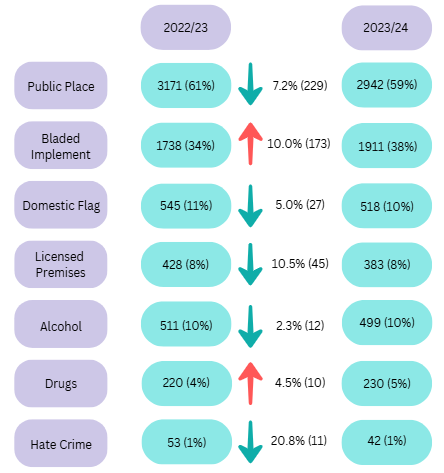 2022/23
2023/24
Public Place
3171 (61%)
7.2% (229)
2942 (59%)
Bladed
Implement
1738 (34%)
10.0% (173)
1911 (38%)
Domestic Flag
545 (11%)
5.0% (27)
518 (10%)
Licensed
Premises
428 (8%)
10.5% (45)
383 (8%)
Alcohol
511 (10%)
2.3% (12)
499 (10%)
Drugs
220 (4%)
4.5% (10)
230 (5%)
Hate Crime
53 (1%)
20.8% (11)
42 (1%)